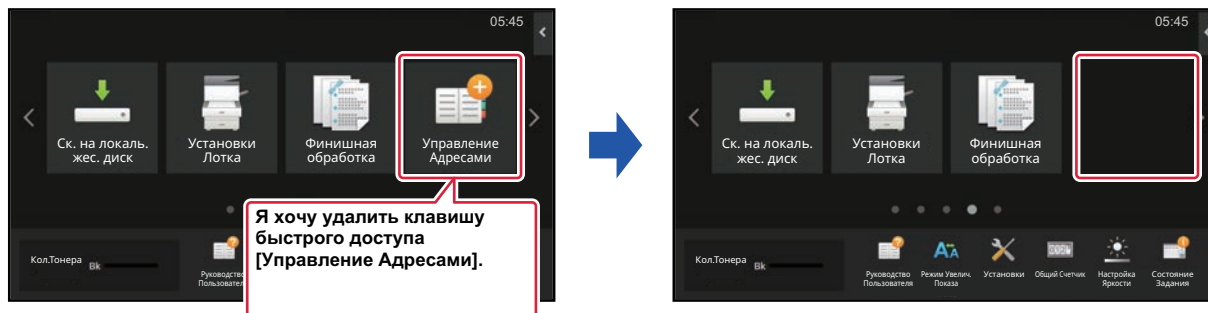 05:45
Ск. на локаль.
жес. диск
Установки
Лотка
Финишная
обработка
Управление
Адресами
Я хочу удалить клавишу
быстрого доступа
[Управление Адресами].
Кол.Тонера
Bk
Руководство
Пользователя
05:45
Ск. на локаль.
жес. диск
Установки
Лотка
Финишная
обработка
Кол.Тонера
Bk
Руководство
Пользователя
Режим Увелич.
Показа
Установки
Общий Счетчик
Настройка
Яркости
Состояние
Задания